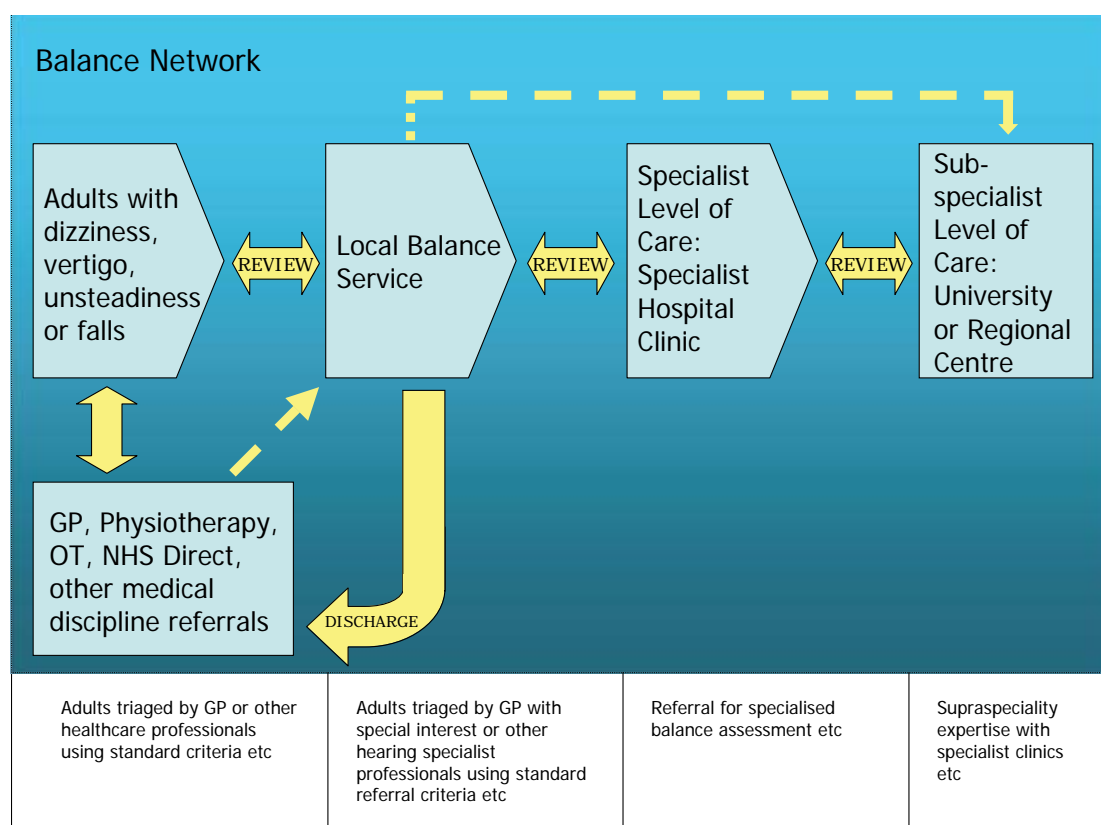 Balance Network
Adults with
dizziness,
vertigo,
unsteadiness
or falls
REVIEW
Local Balance
Service
REVIEW
Specialist
Level of
Care:
Specialist
Hospital
Clinic
REVIEW
Sub-
specialist
Level of
Care:
University
or Regional
Centre
GP, Physiotherapy,
OT, NHS Direct,
other medical
discipline referrals
DISCHARGE
Adults triaged by GP or other
healthcare professionals
using standard criteria etc
Adults triaged by GP with
special interest or other
hearing specialist
professionals using standard
referral criteria etc
Referral for specialised
balance assessment etc
Supraspeciality
expertise with
specialist clinics
etc